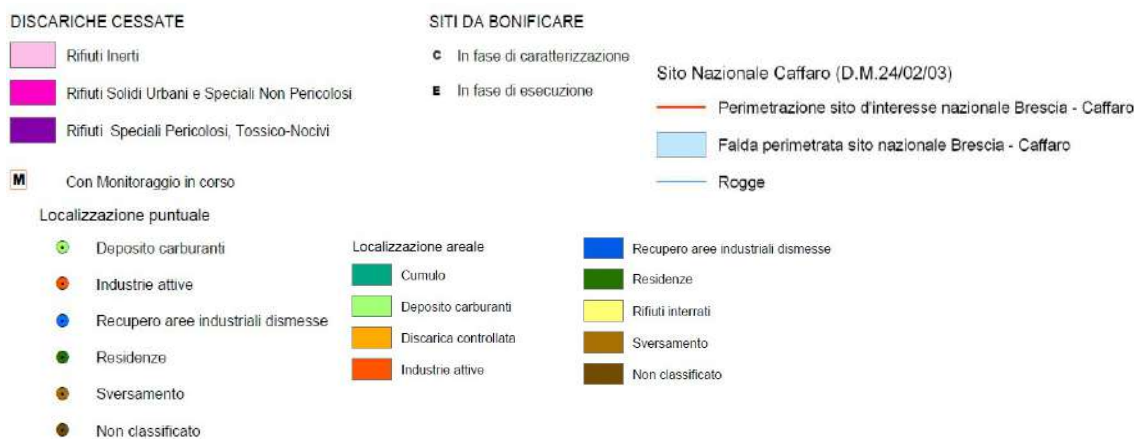 DISCARICHE CESSATE
Rifiuti Inerti
Rifiuti Solidi Urbani e Speciali Non Pericolosi
Rifiuti Speciali Pericolosi, Tossico-Nocivi
M Con Monitoraggio in corso
SITI DA BONIFICARE
C In fase di caratterizzazione
E In fase di esecuzione
Sito Nazionale Caffaro (D.M.24/02/03)
Perimetrazione sito d'interesse nazionale Brescia - Caffaro
Falda perimetrata sito nazionale Brescia - Caffaro
Rogge
Localizzazione puntuale
Deposito carburanti
Industrie attive
Recupero aree industriali dismesse
Residenze
Sversamento
Non classificato
Localizzazione areale
Cumulo
Deposito carburanti
Discarica controllata
Industrie attive
Recupero aree industriali dismesse
Residenze
Rifiuti interrati
Sversamento
Non classificato